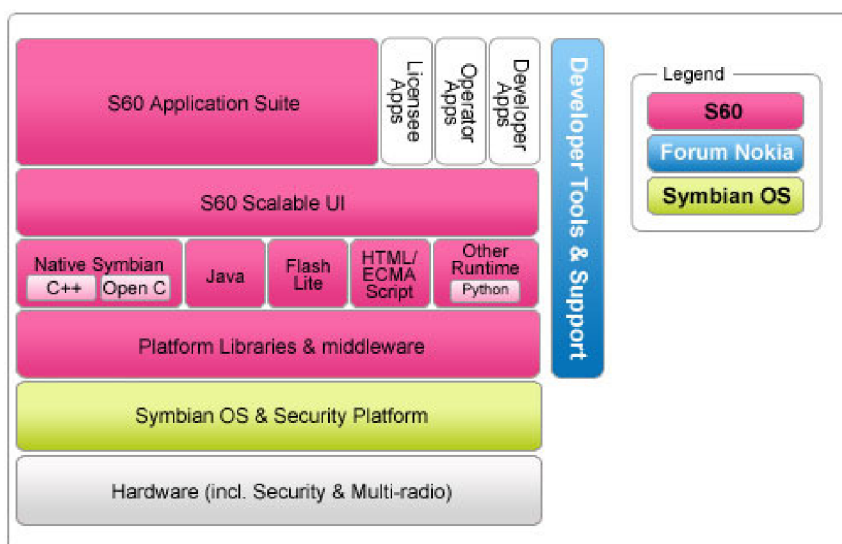 S60 Application Suite
Licensee
Apps
Operator
Apps
Developer
Apps
S60 Scalable UI
Native Symbian
C++
Open C
Java
Flash
Lite
HTML/
ECMA
Script
Other
Runtime
Python
Platform Libraries & middleware
Symbian OS & Security Platform
Hardware (incl. Security & Multi-radio)
Developer Tools & Support
Legend
S60
Forum Nokia
Symbian OS